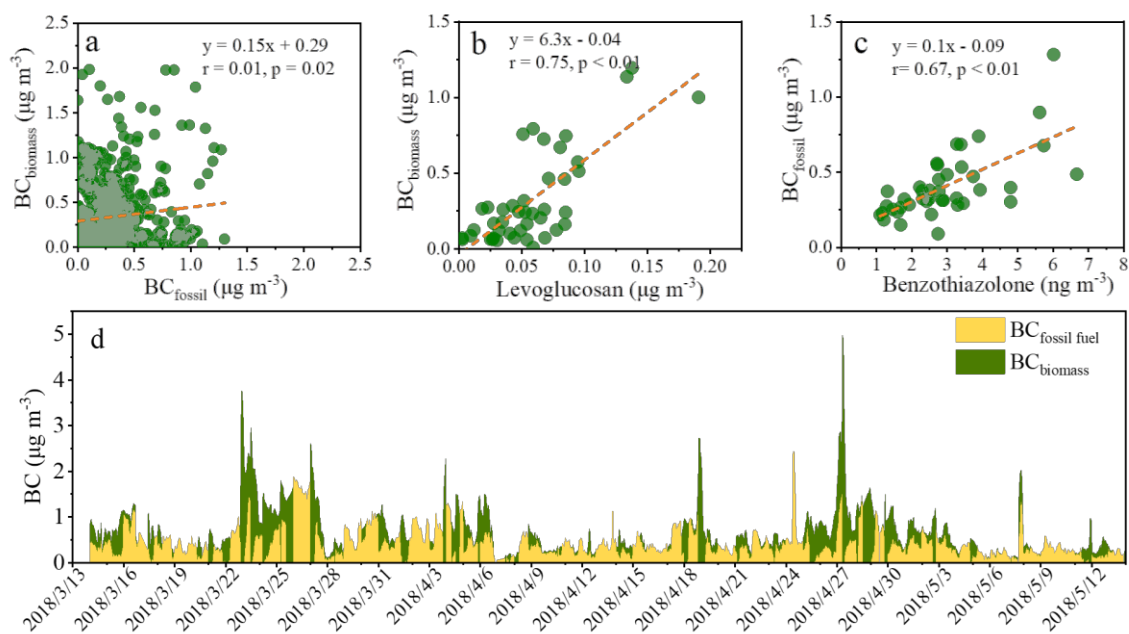 a
y = 0.15x + 0.29
r = 0.01, p = 0.02
BCbiomass (μg m-3)
2.5
2.0
1.5
1.0
0.5
0.0
0.0 0.5 1.0 1.5 2.0 2.5
BCfossil (μg m-3)
b
y = 6.3x - 0.04
r = 0.75, p < 0.01
BCbiomass (μg m-3)
1.5
1.0
0.5
0.0
0.00 0.05 0.10 0.15 0.20
Levoglucosan (μg m-3)
c
y = 0.1x - 0.09
r= 0.67, p < 0.01
BCfossil (μg m-3)
1.5
1.0
0.5
0.0
0 1 2 3 4 5 6 7 8
Benzothiazolone (ng m-3)
d
BCfossil fuel
BCbiomass
BC (μg m-3)
5
4
3
2
1
0
2018/3/13
2018/3/16
2018/3/19
2018/3/22
2018/3/26
2018/3/28
2018/3/31
2018/4/3
2018/4/6
2018/4/9
2018/4/12
2018/4/15
2018/4/18
2018/4/21
2018/4/24
2018/4/27
2018/4/30
2018/5/3
2018/5/6
2018/5/9
2018/5/12